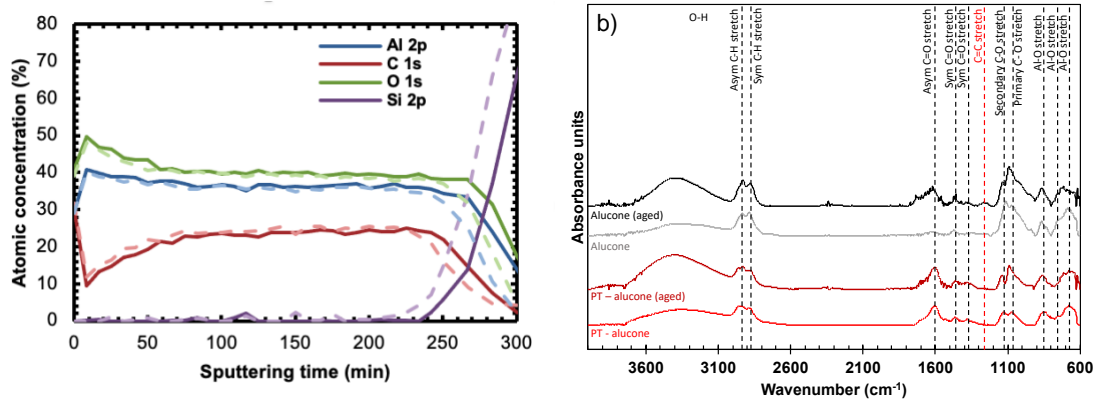 Atomic concentration (%)
80
70
60
50
40
30
20
10
0
Al 2p
C 1s
O 1s
Si 2p
0
50
100
150
200
250
300
Sputtering time (min)
b)
O-H
Asym C-H stretch
Sym C-H stretch
Asym C=O stretch
Sym C=O stretch
Sym C=O stretch
C=C stretch
Secondary C-O stretch
Primary C-O stretch
Al-O stretch
Al-O stretch
Al-O stretch
Absorbance units
Alucone (aged)
Alucone
PT – alucone (aged)
PT - alucone
3600
3100
2600
2100
1600
1100
600
Wavenumber (cm⁻¹)